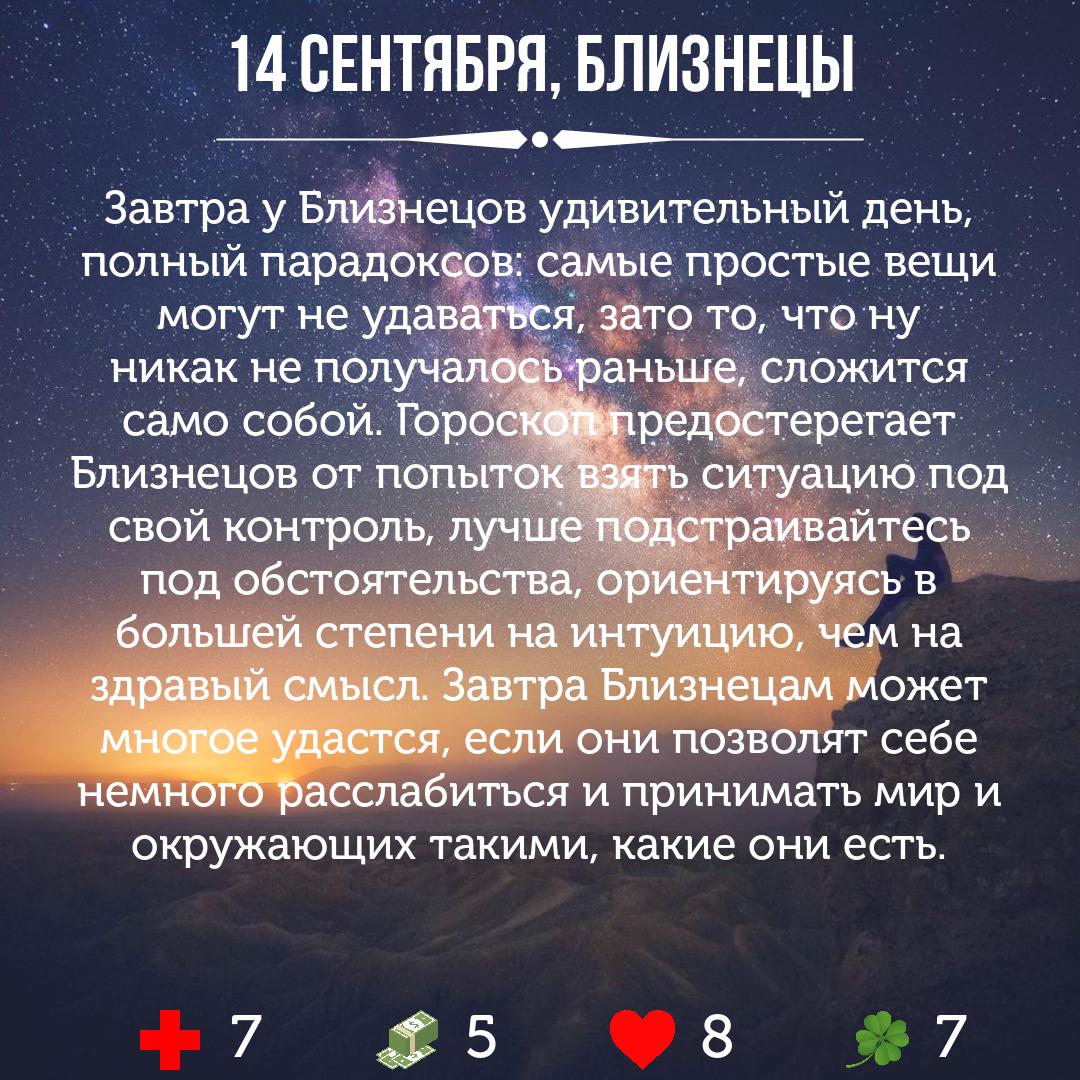 14 СЕНТЯБРЯ, БЛИЗНЕЦЫ
Завтра у Близнецов удивительный день,
полный парадоксов: самые простые вещи
могут не удаваться, зато то, что ну
никак не получалось раньше, сложится
само собой. Гороскоп предостерегает
Близнецов от попыток взять ситуацию под
свой контроль, лучше подстраивайтесь
под обстоятельства, ориентируясь в
большей степени на интуицию, чем на
здравый смысл. Завтра Близнецам может
многое удастся, если они позволят себе
немного расслабиться и принимать мир и
окружающих такими, какие они есть.
7 5 8 7